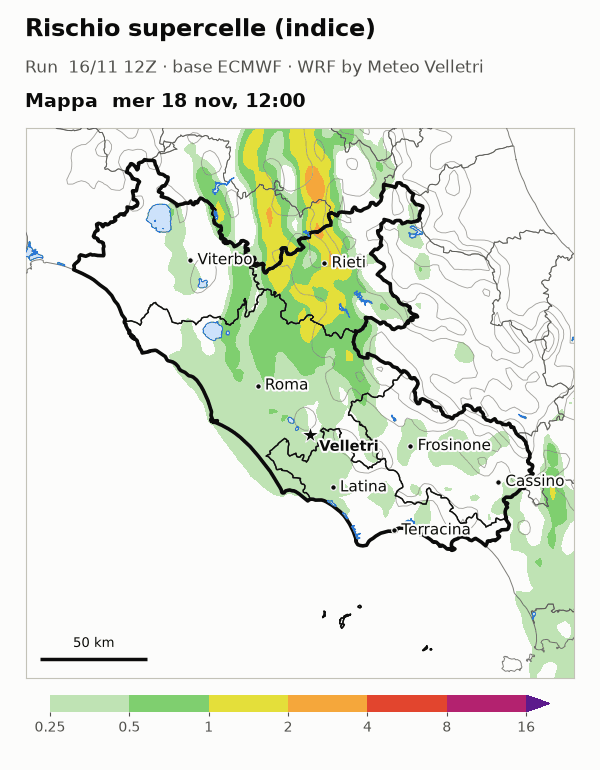 Rischio supercelle (indice)
Run  16/11 12Z · base ECMWF · WRF by Meteo Velletri
Mappa  mer 18 nov, 12:00
Viterbo
Rieti
Roma
Velletri
Frosinone
Cassino
Latina
Terracina
50 km
0.25 0.5 1 2 4 8 16